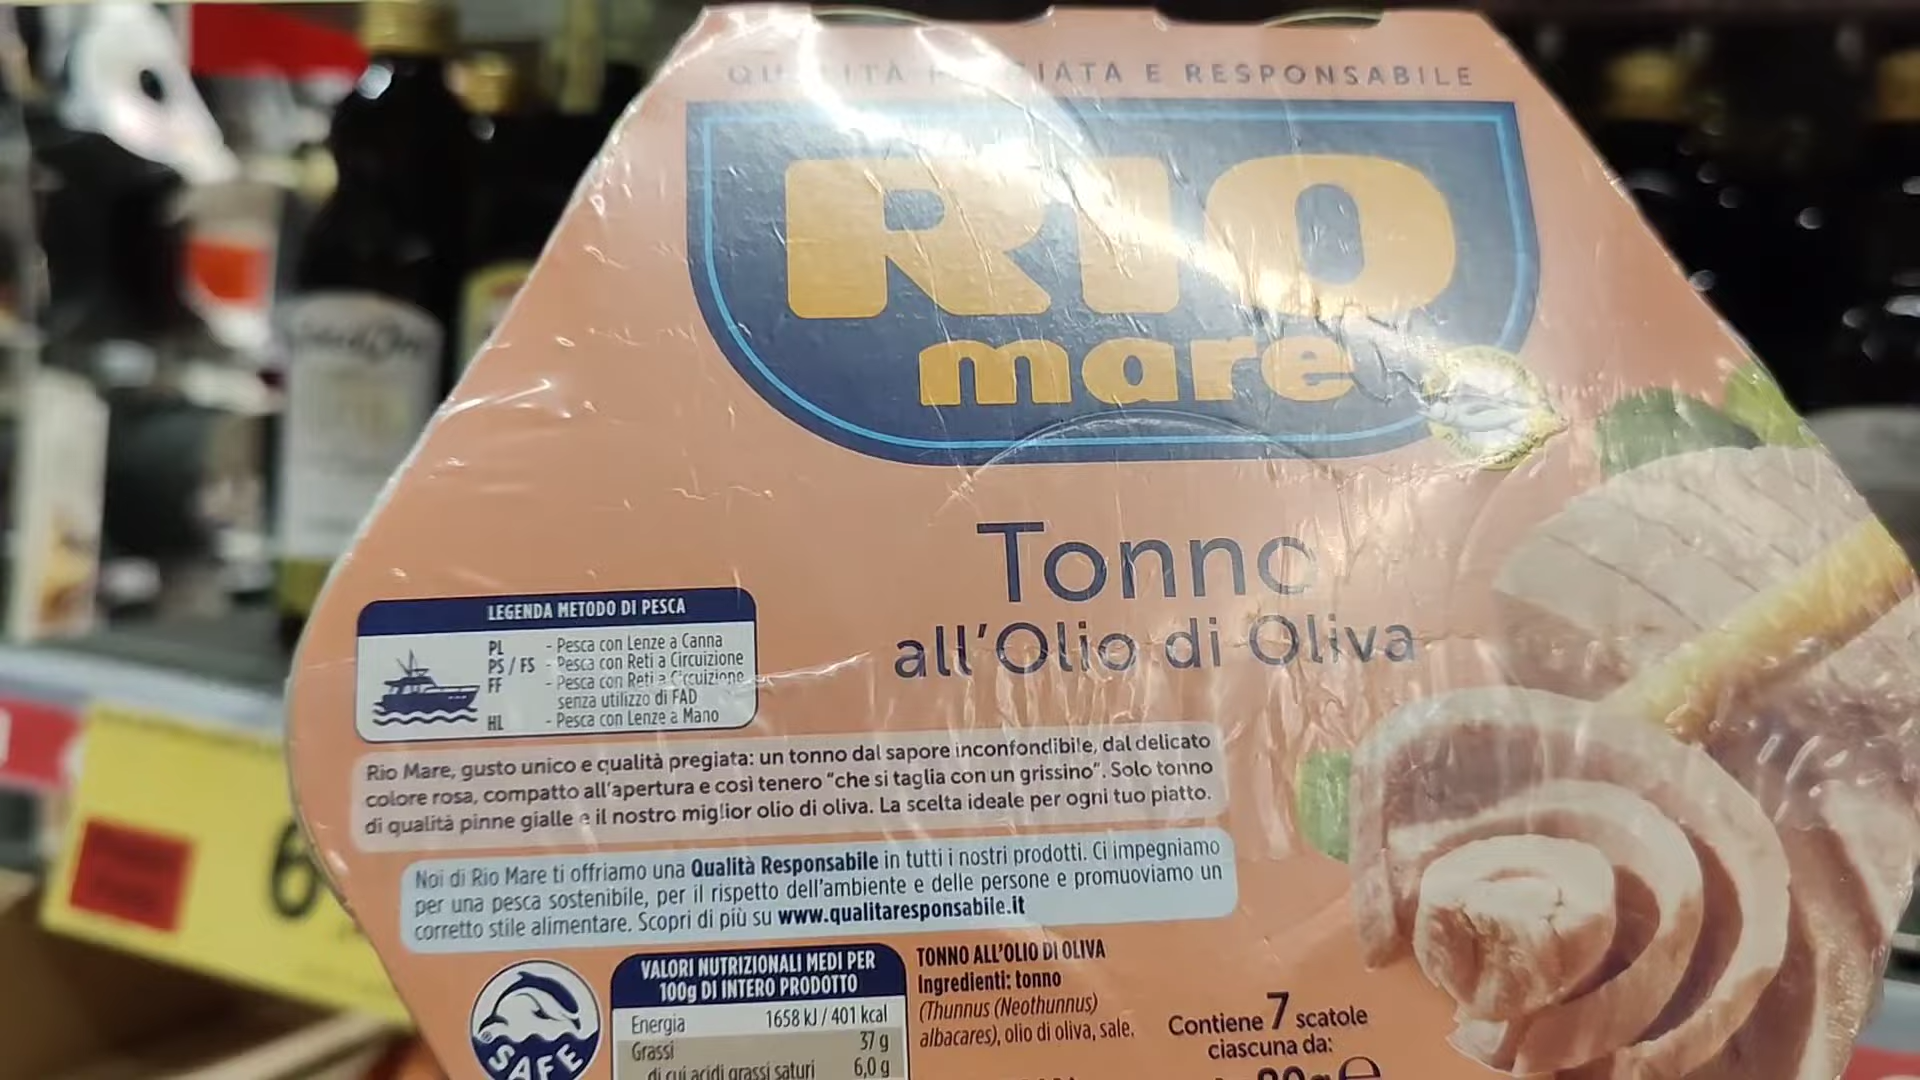 E RESPONSABILE
RIO
mare
Tonno
all'Olio di Oliva
LEGENDA METODO DI PESCA
PL - Pesca con Lenze a Canna
PS / FS - Pesca con Reti a Circuizione
FF - Pesca con Reti a Circuizione
senza utilizzo di FAD
HL - Pesca con Lenze a Mano
Rio Mare, gusto unico e qualità pregiata: un tonno dal sapore inconfondibile, dal delicato
colore rosa, compatto all'apertura e così tenero "che si taglia con un grissino". Solo tonno
di qualità pinne gialle e il nostro miglior olio di oliva. La scelta ideale per ogni tuo piatto.
Noi di Rio Mare ti offriamo una Qualità Responsabile in tutti i nostri prodotti. Ci impegniamo
per una pesca sostenibile, per il rispetto dell'ambiente e delle persone e promuoviamo un
corretto stile alimentare. Scopri di più su www.qualitaresponsabile.it
SAFE
VALORI NUTRIZIONALI MEDI PER
100g DI INTERO PRODOTTO
Energia 1658 kJ / 401 kcal
Grassi 37 g
di cui acidi grassi saturi 6,0 g
TONNO ALL'OLIO DI OLIVA
Ingredienti: tonno
(Thunnus (Neothunnus)
albacares), olio di oliva, sale.
Contiene 7 scatole
ciascuna da:
6